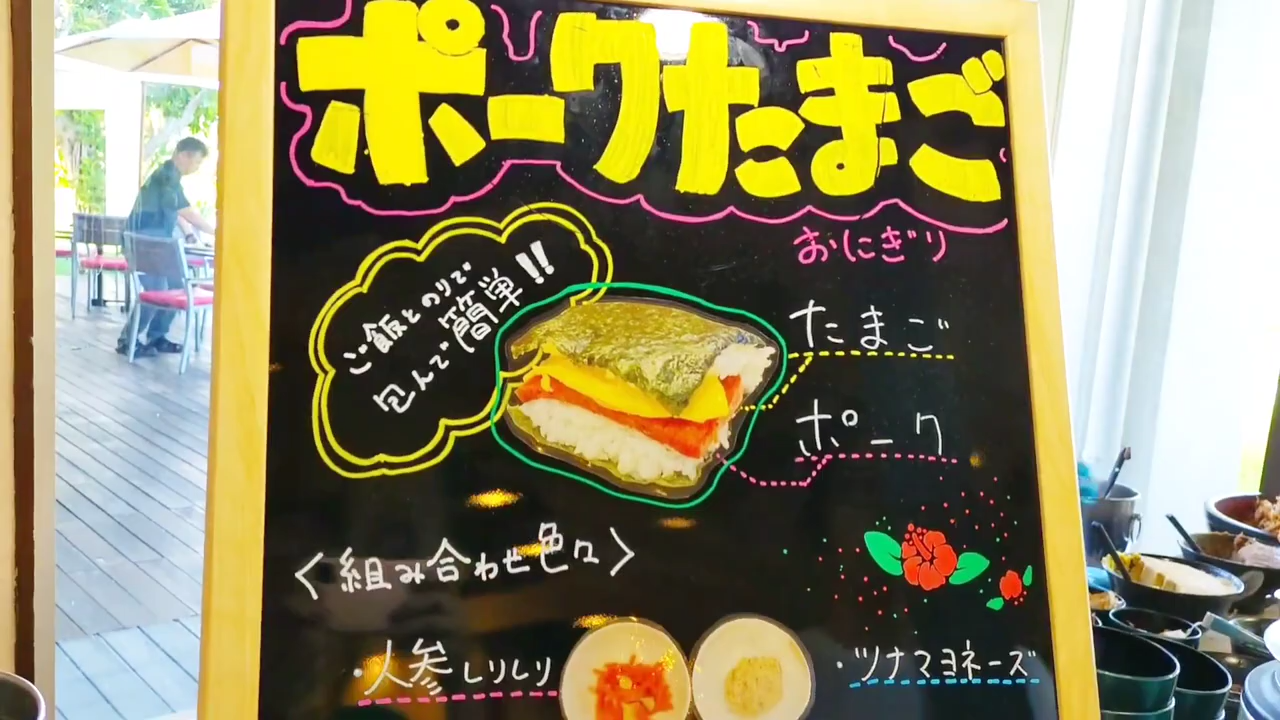 ポークたまご
おにぎり
ご飯とのりで
包んで簡単!!
たまご
ポーク
<組み合わせ色々>
・人参しりしり
・ツナマヨネーズ